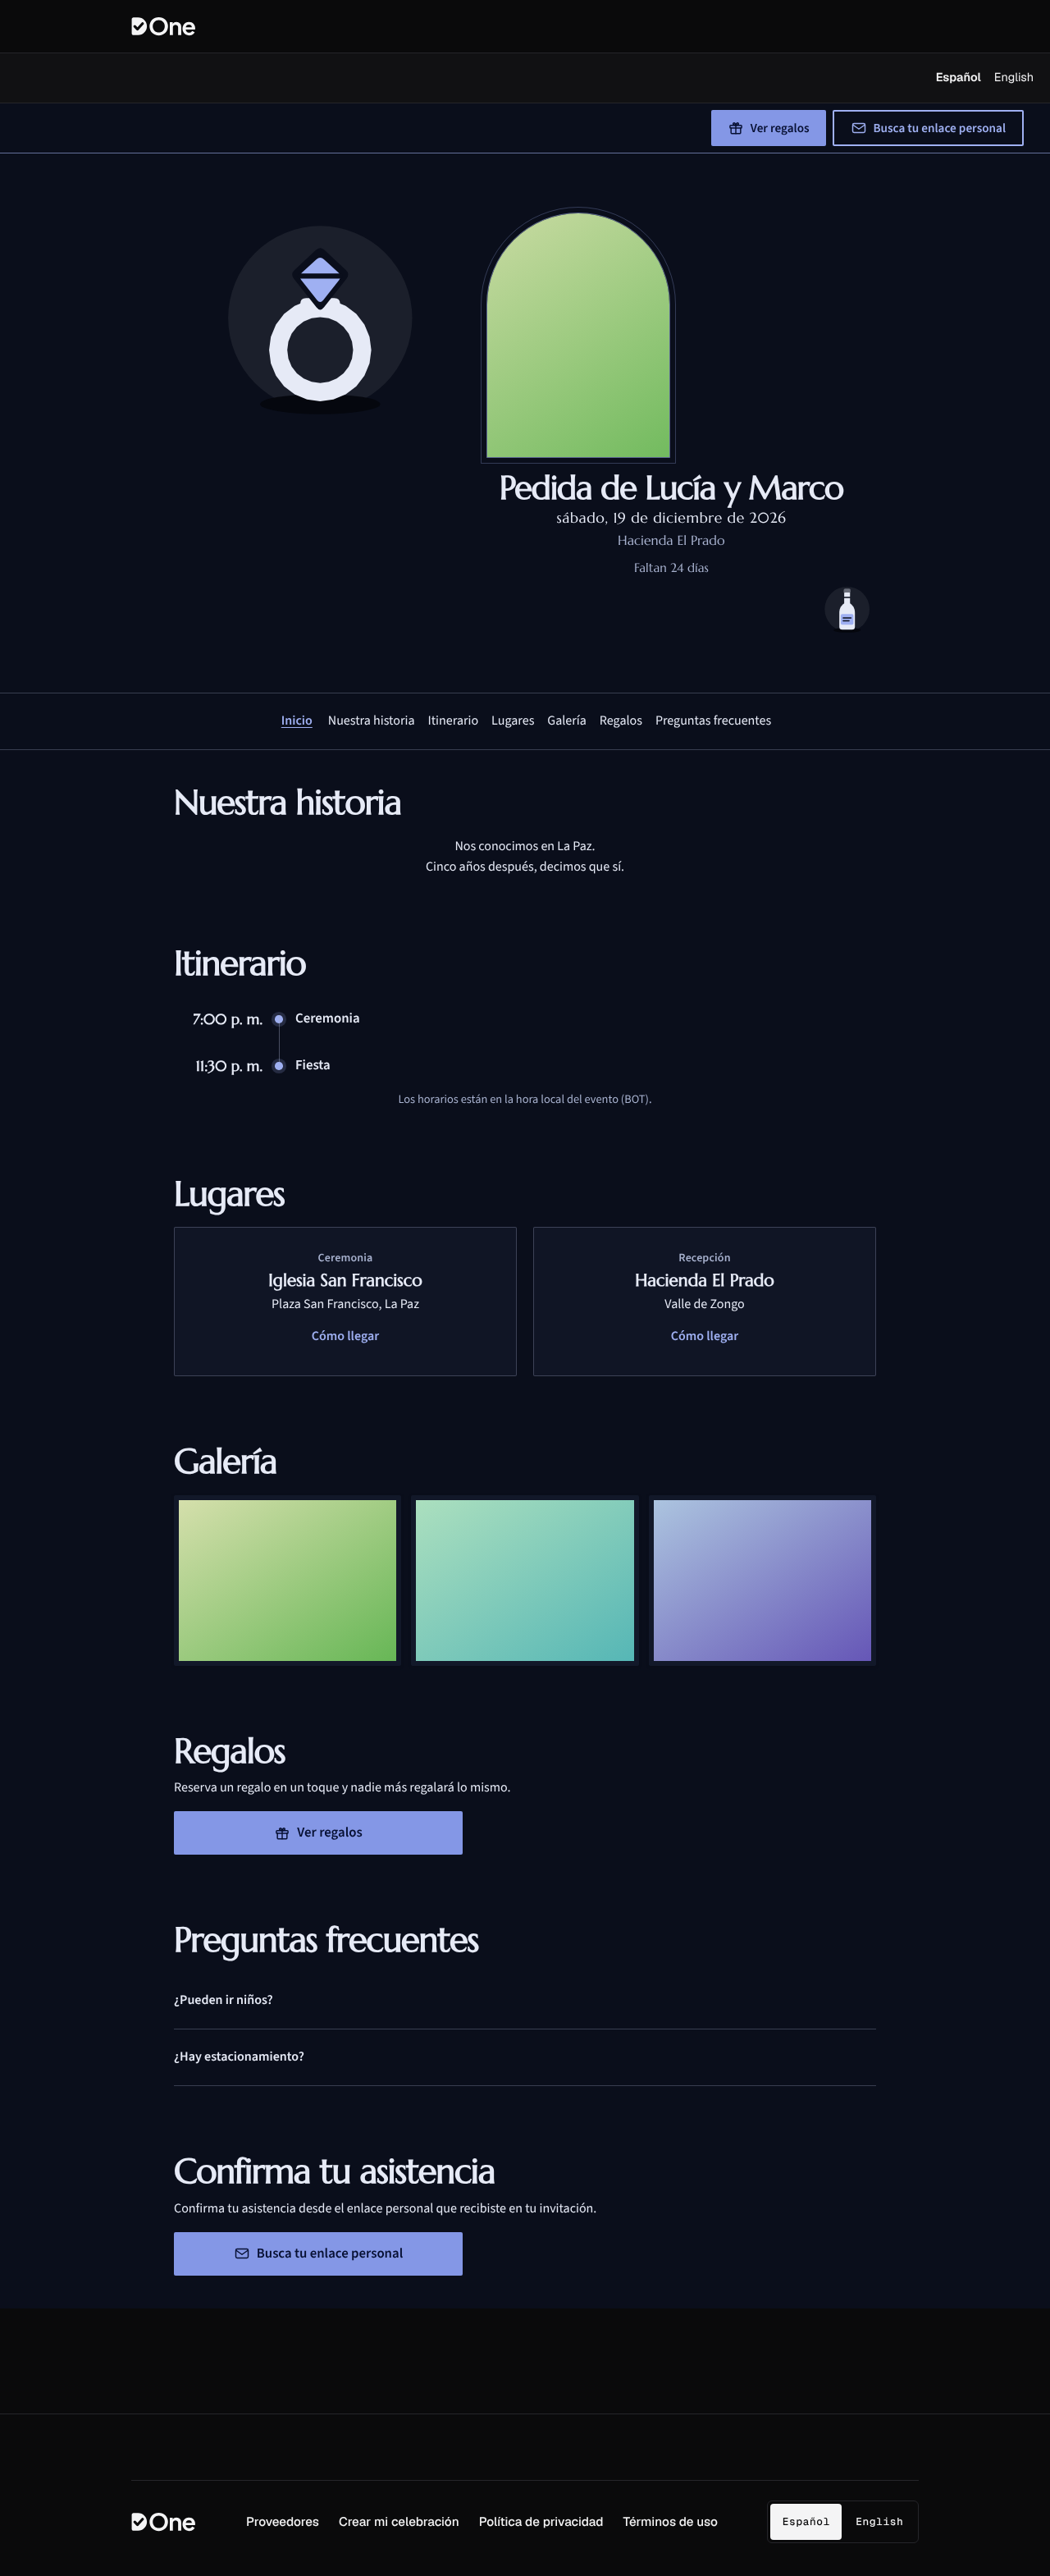 One
Español English
Ver regalos Busca tu enlace personal
Pedida de Lucía y Marco
sábado, 19 de diciembre de 2026
Hacienda El Prado
Faltan 24 días
Inicio Nuestra historia Itinerario Lugares Galería Regalos Preguntas frecuentes
Nuestra historia
Nos conocimos en La Paz.
Cinco años después, decimos que sí.
Itinerario
7:00 p. m. Ceremonia
11:30 p. m. Fiesta
Los horarios están en la hora local del evento (BOT).
Lugares
Ceremonia
Iglesia San Francisco
Plaza San Francisco, La Paz
Cómo llegar
Recepción
Hacienda El Prado
Valle de Zongo
Cómo llegar
Galería
Regalos
Reserva un regalo en un toque y nadie más regalará lo mismo.
Ver regalos
Preguntas frecuentes
¿Pueden ir niños?
¿Hay estacionamiento?
Confirma tu asistencia
Confirma tu asistencia desde el enlace personal que recibiste en tu invitación.
Busca tu enlace personal
One Proveedores Crear mi celebración Política de privacidad Términos de uso Español English